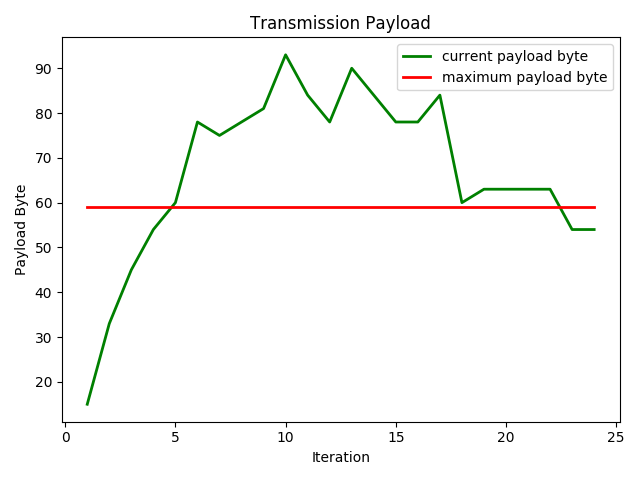 Transmission Payload
current payload byte
maximum payload byte
90
80
70
60
50
40
30
20
Payload Byte
0 5 10 15 20 25
Iteration